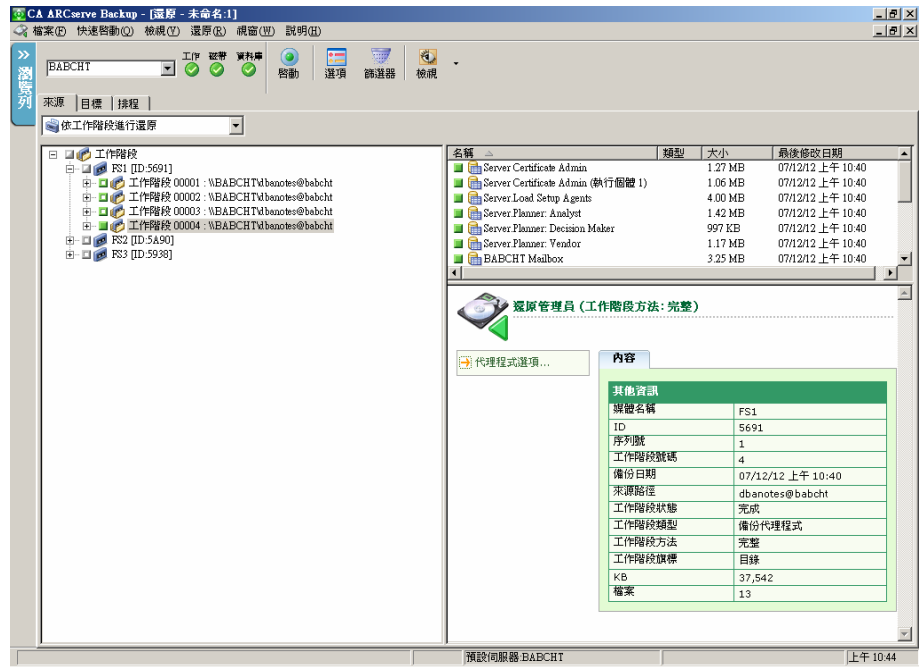 CA ARCserve Backup - [還原 - 未命名:1]
檔案(F) 快速啓動(Q) 檢視(Y) 還原(R) 視窗(W) 説明(H)
瀏覽列
BABCHT
工作 磁帶 資料庫
啓動 選項 篩選器 檢視
來源 目標 排程
依工作階段進行還原
工作階段
FS1 [ID:5691]
工作階段 00001 : \\BABCHT\dbanotes@babcht
工作階段 00002 : \\BABCHT\dbanotes@babcht
工作階段 00003 : \\BABCHT\dbanotes@babcht
工作階段 00004 : \\BABCHT\dbanotes@babcht
FS2 [ID:5A90]
FS3 [ID:5938]
名稱 類型 大小 最後修改日期
Server Certificate Admin 1.27 MB 07/12/12 上午 10:40
Server Certificate Admin (執行個體 1) 1.06 MB 07/12/12 上午 10:40
Server.Load Setup Agents 4.00 MB 07/12/12 上午 10:40
Server.Planner: Analyst 1.42 MB 07/12/12 上午 10:40
Server.Planner: Decision Maker 997 KB 07/12/12 上午 10:40
Server.Planner: Vendor 1.17 MB 07/12/12 上午 10:40
BABCHT Mailbox 3.25 MB 07/12/12 上午 10:40
還原管理員 (工作階段方法: 完整)
代理程式選項...
內容
其他資訊
媒體名稱 FS1
ID 5691
序列號 1
工作階段號碼 4
備份日期 07/12/12 上午 10:40
來源路徑 dbanotes@babcht
工作階段狀態 完成
工作階段類型 備份代理程式
工作階段方法 完整
工作階段旗標 目錄
KB 37,542
檔案 13
預設伺服器:BABCHT
上午 10:44